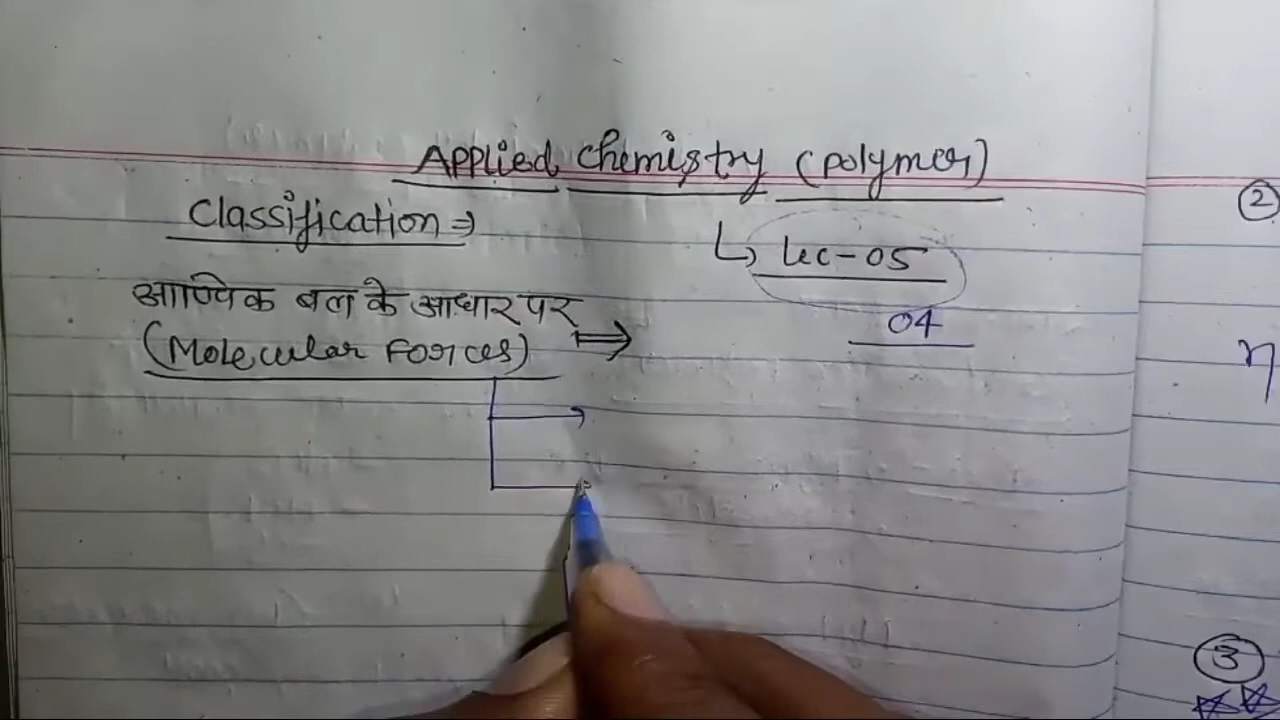 Applied Chemistry (polymer)
Classification ⇒
↳ Lec-05
आण्विक बल के आधार पर
(Molecular Forces) ⇒
04
2
η
3